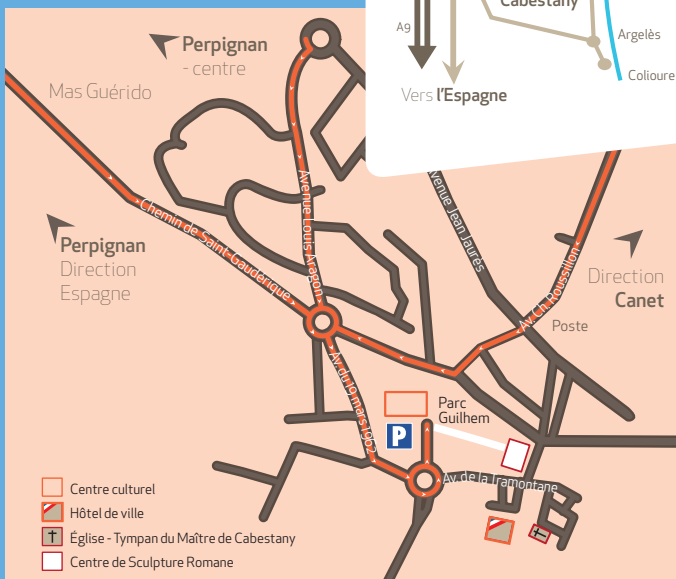 Cabestany
A9
Argelès
Colioure
Vers l'Espagne
Perpignan
- centre
Mas Guérido
Avenue Louis Aragon
Chemin de Saint-Gaudérique
Avenue Jean Jaurès
Av. Ch. Roussillon
Perpignan
Direction
Espagne
Direction
Canet
Poste
Av. du 19 mars 1962
Parc
Guilhem
P
Av. de la Tramontane
Centre culturel
Hôtel de ville
Église - Tympan du Maître de Cabestany
Centre de Sculpture Romane